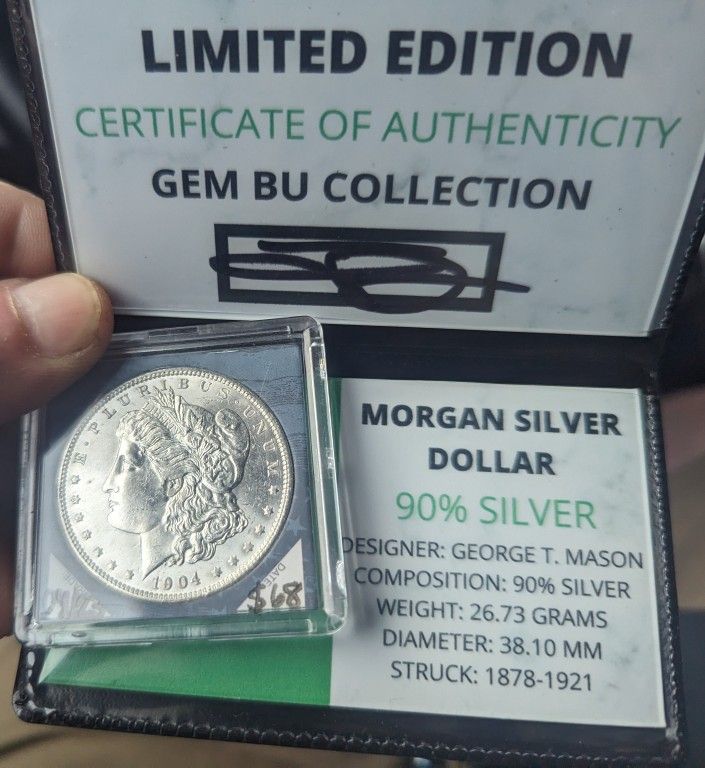 LIMITED EDITION
CERTIFICATE OF AUTHENTICITY
GEM BU COLLECTION
E · PLURIBUS · UNUM
1904
DATE
$68
MORGAN SILVER
DOLLAR
90% SILVER
DESIGNER: GEORGE T. MASON
COMPOSITION: 90% SILVER
WEIGHT: 26.73 GRAMS
DIAMETER: 38.10 MM
STRUCK: 1878-1921